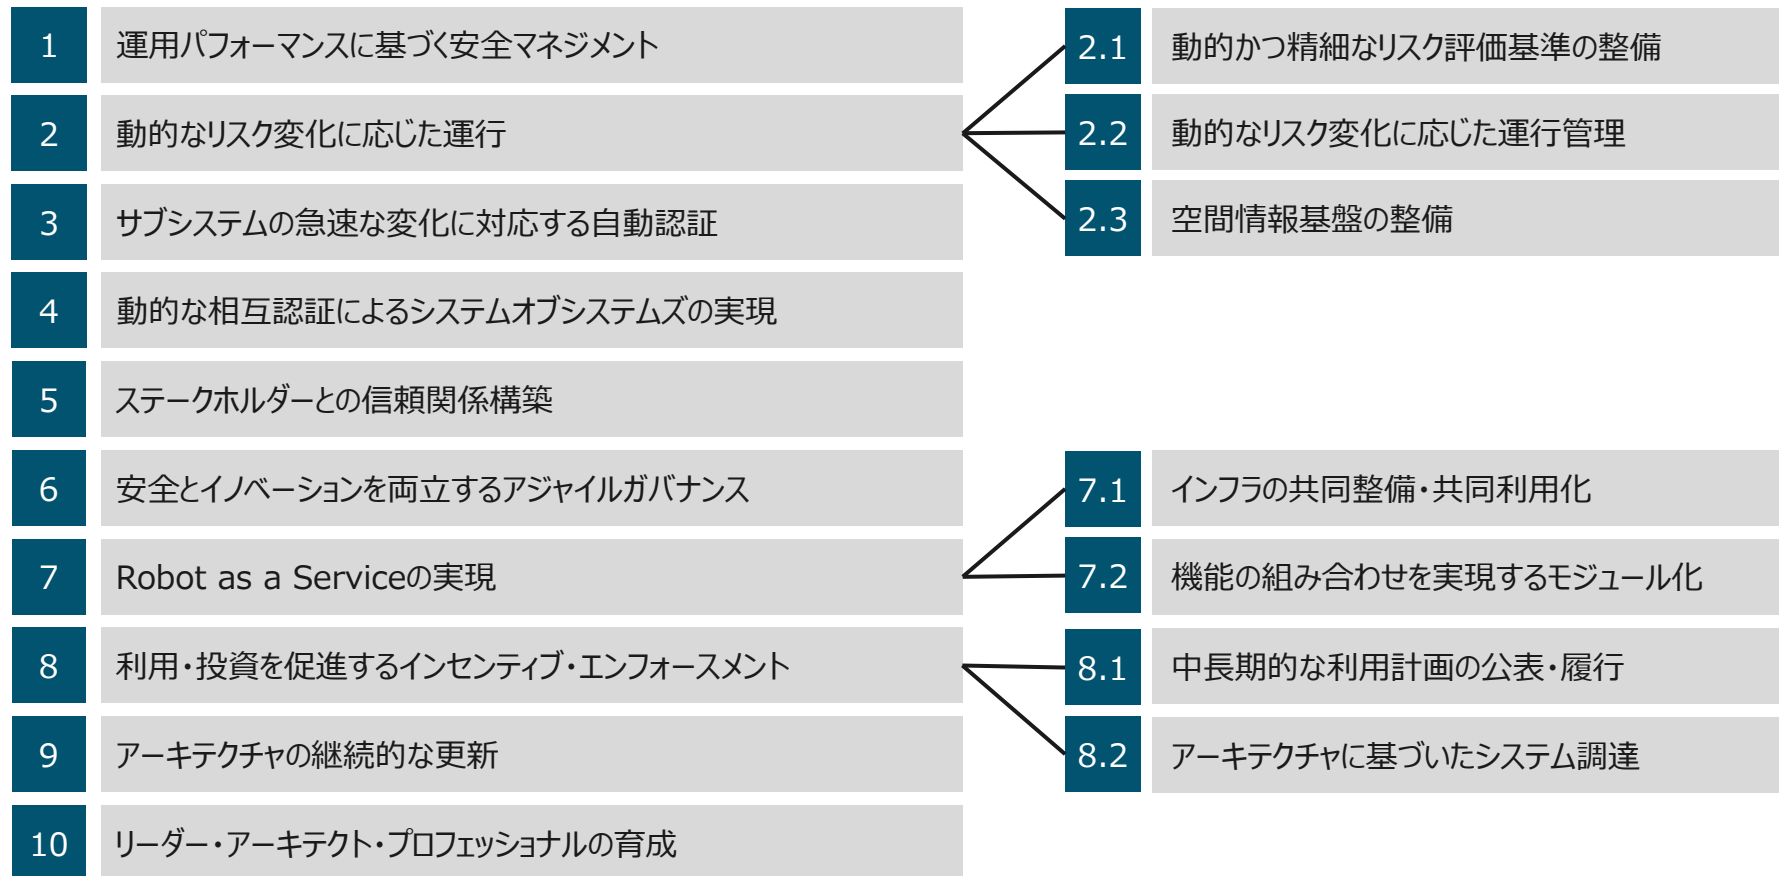 1 運用パフォーマンスに基づく安全マネジメント
2 動的なリスク変化に応じた運行
2.1 動的かつ精細なリスク評価基準の整備
2.2 動的なリスク変化に応じた運行管理
2.3 空間情報基盤の整備
3 サブシステムの急速な変化に対応する自動認証
4 動的な相互認証によるシステムオブシステムズの実現
5 ステークホルダーとの信頼関係構築
6 安全とイノベーションを両立するアジャイルガバナンス
7 Robot as a Serviceの実現
7.1 インフラの共同整備・共同利用化
7.2 機能の組み合わせを実現するモジュール化
8 利用・投資を促進するインセンティブ・エンフォースメント
8.1 中長期的な利用計画の公表・履行
8.2 アーキテクチャに基づいたシステム調達
9 アーキテクチャの継続的な更新
10 リーダー・アーキテクト・プロフェッショナルの育成